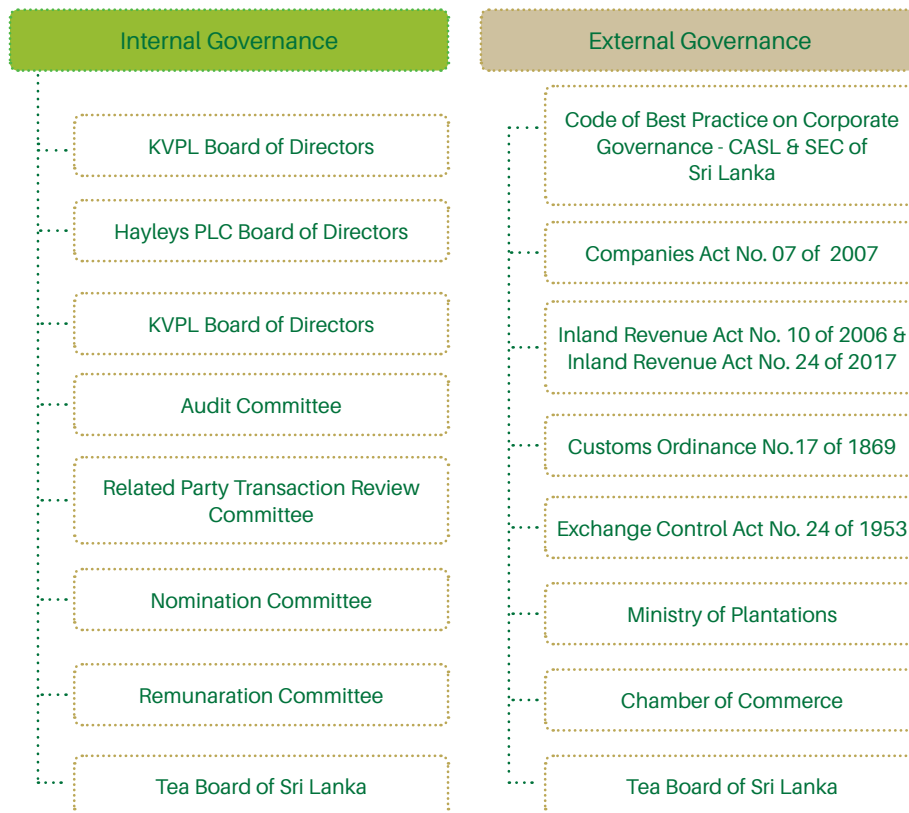 Internal Governance
KVPL Board of Directors
Hayleys PLC Board of Directors
KVPL Board of Directors
Audit Committee
Related Party Transaction Review
Committee
Nomination Committee
Remunaration Committee
Tea Board of Sri Lanka
External Governance
Code of Best Practice on Corporate
Governance - CASL & SEC of
Sri Lanka
Companies Act No. 07 of 2007
Inland Revenue Act No. 10 of 2006 &
Inland Revenue Act No. 24 of 2017
Customs Ordinance No.17 of 1869
Exchange Control Act No. 24 of 1953
Ministry of Plantations
Chamber of Commerce
Tea Board of Sri Lanka